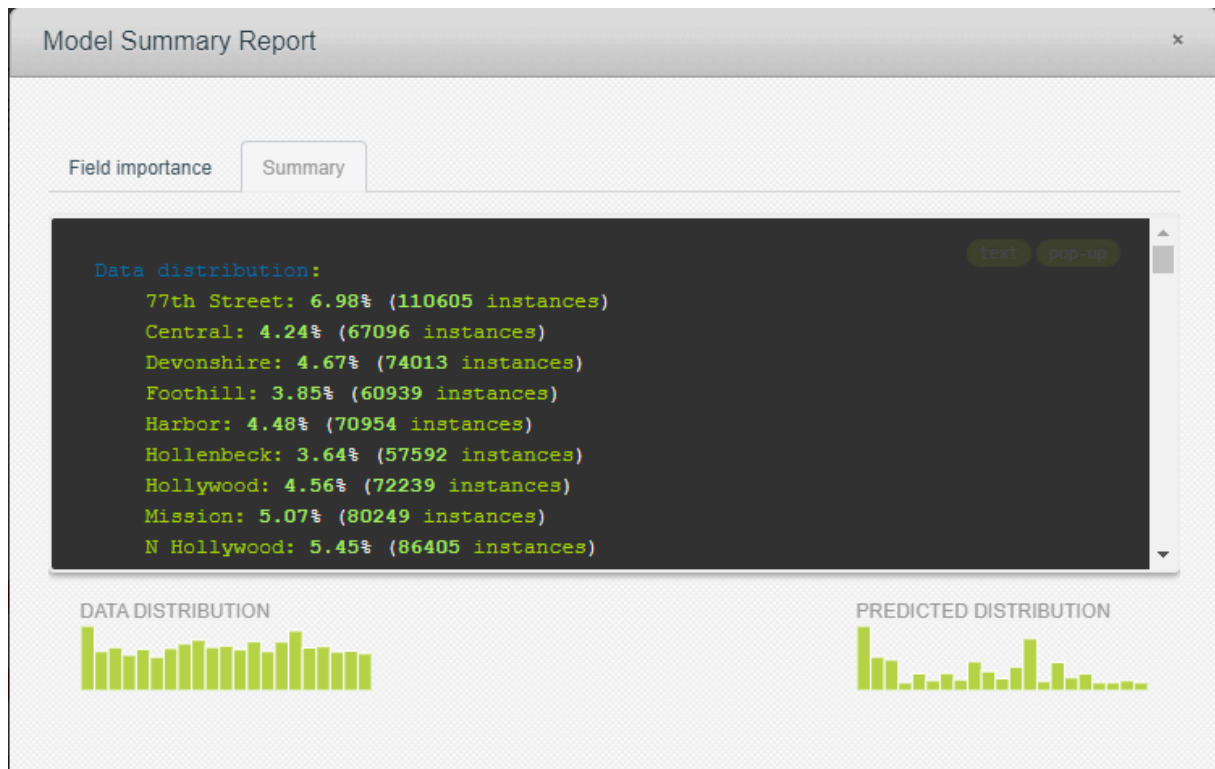 Model Summary Report ×
Field importance Summary
text pop-up
Data distribution:
77th Street: 6.98% (110605 instances)
Central: 4.24% (67096 instances)
Devonshire: 4.67% (74013 instances)
Foothill: 3.85% (60939 instances)
Harbor: 4.48% (70954 instances)
Hollenbeck: 3.64% (57592 instances)
Hollywood: 4.56% (72239 instances)
Mission: 5.07% (80249 instances)
N Hollywood: 5.45% (86405 instances)
DATA DISTRIBUTION PREDICTED DISTRIBUTION